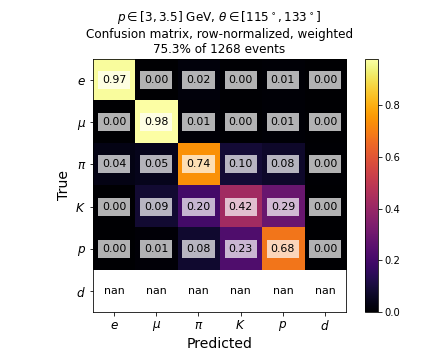 p ∈ [3, 3.5] GeV, θ ∈ [115°, 133°]
Confusion matrix, row-normalized, weighted
75.3% of 1268 events
e 0.97 0.00 0.02 0.00 0.01 0.00
μ 0.00 0.98 0.01 0.00 0.01 0.00
π 0.04 0.05 0.74 0.10 0.08 0.00
K 0.00 0.09 0.20 0.42 0.29 0.00
p 0.00 0.01 0.08 0.23 0.68 0.00
d nan nan nan nan nan nan
e μ π K p d
Predicted
True
0.8
0.6
0.4
0.2
0.0